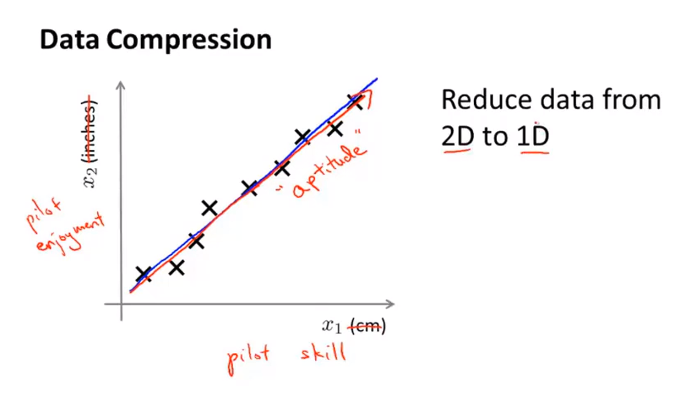 Data Compression
Reduce data from
2D to 1D
x₂ (inches)
pilot
enjoyment
"aptitude"
x₁ (cm)
pilot skill